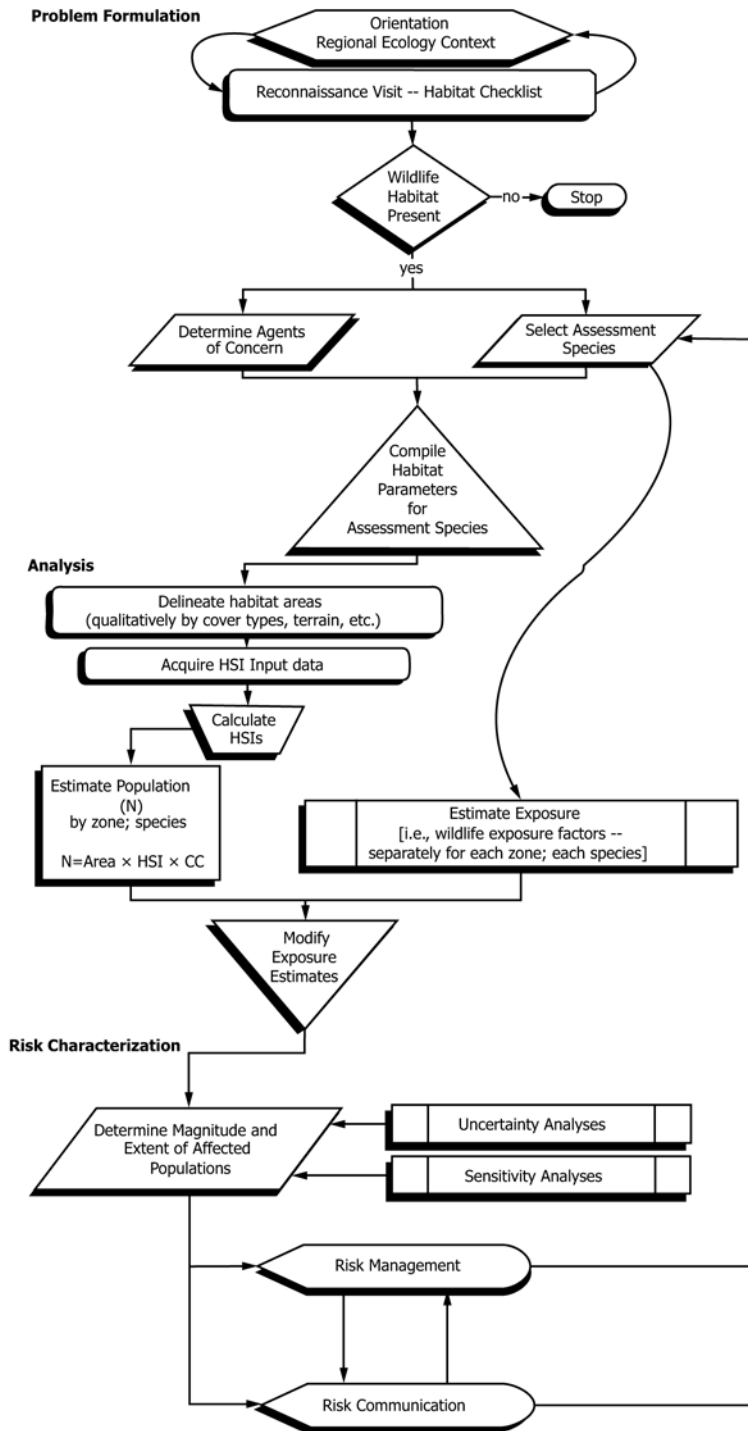 Problem Formulation
Orientation
Regional Ecology Context
Reconnaissance Visit -- Habitat Checklist
Wildlife
Habitat
Present
no
Stop
yes
Determine Agents
of Concern
Select Assessment
Species
Compile
Habitat
Parameters
for
Assessment Species
Analysis
Delineate habitat areas
(qualitatively by cover types, terrain, etc.)
Acquire HSI Input data
Calculate
HSIs
Estimate Population
(N)
by zone; species
N=Area × HSI × CC
Estimate Exposure
[i.e., wildlife exposure factors --
separately for each zone; each species]
Modify
Exposure
Estimates
Risk Characterization
Determine Magnitude and
Extent of Affected
Populations
Uncertainty Analyses
Sensitivity Analyses
Risk Management
Risk Communication